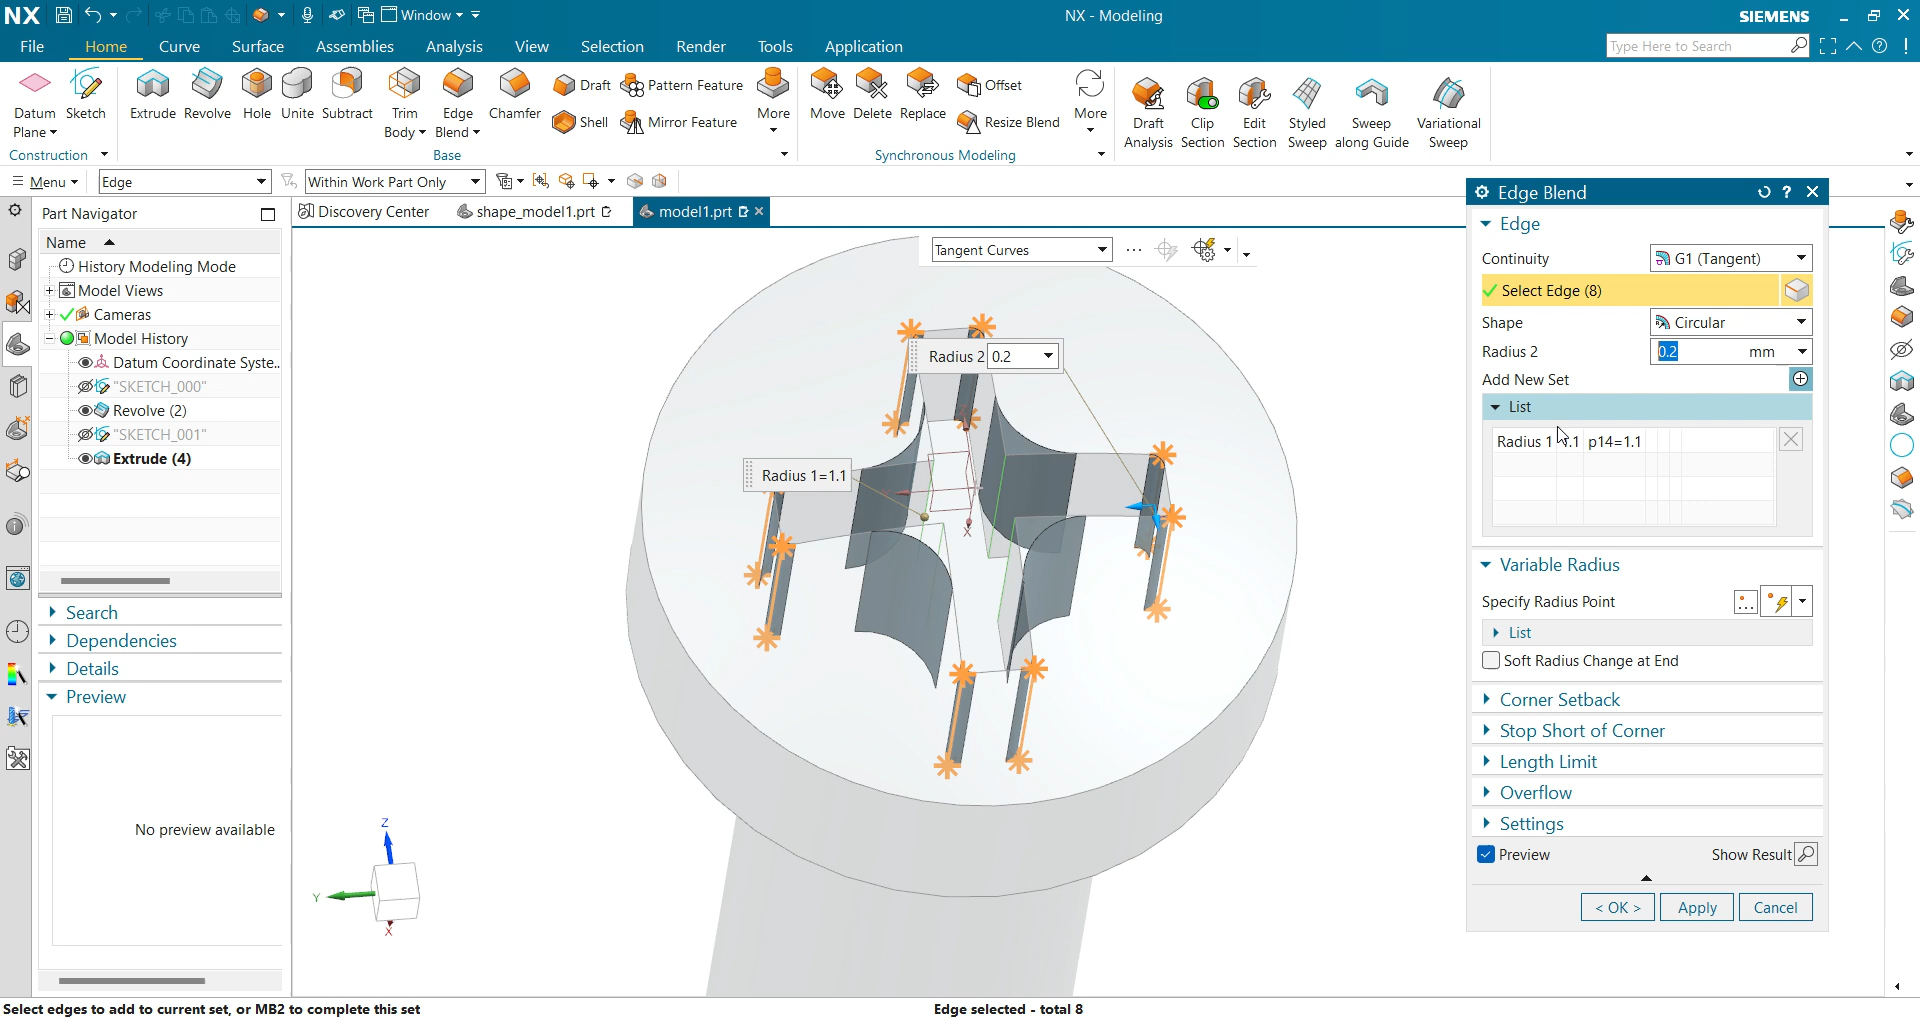 NX Window NX - Modeling SIEMENS
File Home Curve Surface Assemblies Analysis View Selection Render Tools Application Type Here to Search
Datum Plane Sketch Extrude Revolve Hole Unite Subtract Trim Body Edge Blend Chamfer Draft Shell Pattern Feature Mirror Feature More Move Delete Replace Offset Resize Blend More Draft Analysis Clip Section Edit Section Styled Sweep Sweep along Guide Variational Sweep
Construction Base Synchronous Modeling
Menu Edge Within Work Part Only
Part Navigator Discovery Center shape_model1.prt model1.prt
Name
History Modeling Mode
Model Views
Cameras
Model History
Datum Coordinate Syste..
"SKETCH_000"
Revolve (2)
"SKETCH_001"
Extrude (4)
Search
Dependencies
Details
Preview
No preview available
Tangent Curves
Radius 2 0.2
Radius 1=1.1
Z
Y
X
X
Edge Blend
Edge
Continuity G1 (Tangent)
Select Edge (8)
Shape Circular
Radius 2 0.2 mm
Add New Set
List
Radius 1 1.1 p14=1.1
Variable Radius
Specify Radius Point
List
Soft Radius Change at End
Corner Setback
Stop Short of Corner
Length Limit
Overflow
Settings
Preview Show Result
< OK > Apply Cancel
Select edges to add to current set, or MB2 to complete this set Edge selected - total 8